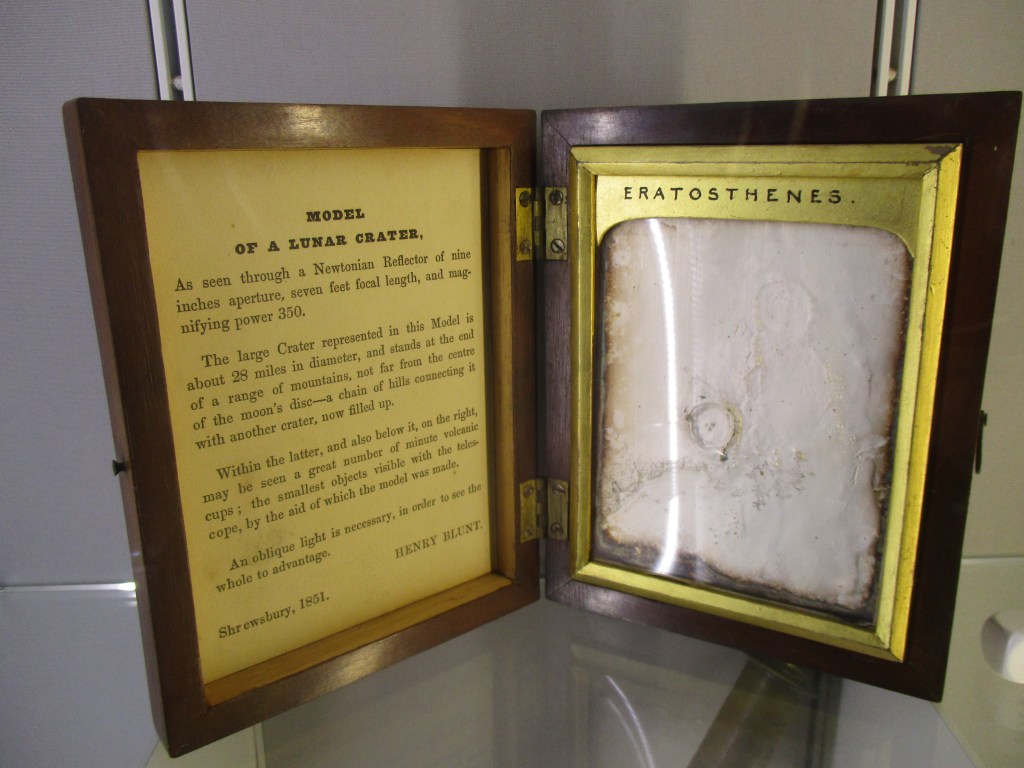 MODEL
OF A LUNAR CRATER,
As seen through a Newtonian Reflector of nine
inches aperture, seven feet focal length, and mag-
nifying power 350.
The large Crater represented in this Model is
about 28 miles in diameter, and stands at the end
of a range of mountains, not far from the centre
of the moon's disc—a chain of hills connecting it
with another crater, now filled up.
Within the latter, and also below it, on the right,
may be seen a great number of minute volcanic
cups; the smallest objects visible with the teles-
cope, by the aid of which the model was made.
An oblique light is necessary, in order to see the
whole to advantage.
HENRY BLUNT.
Shrewsbury, 1851.
ERATOSTHENES.